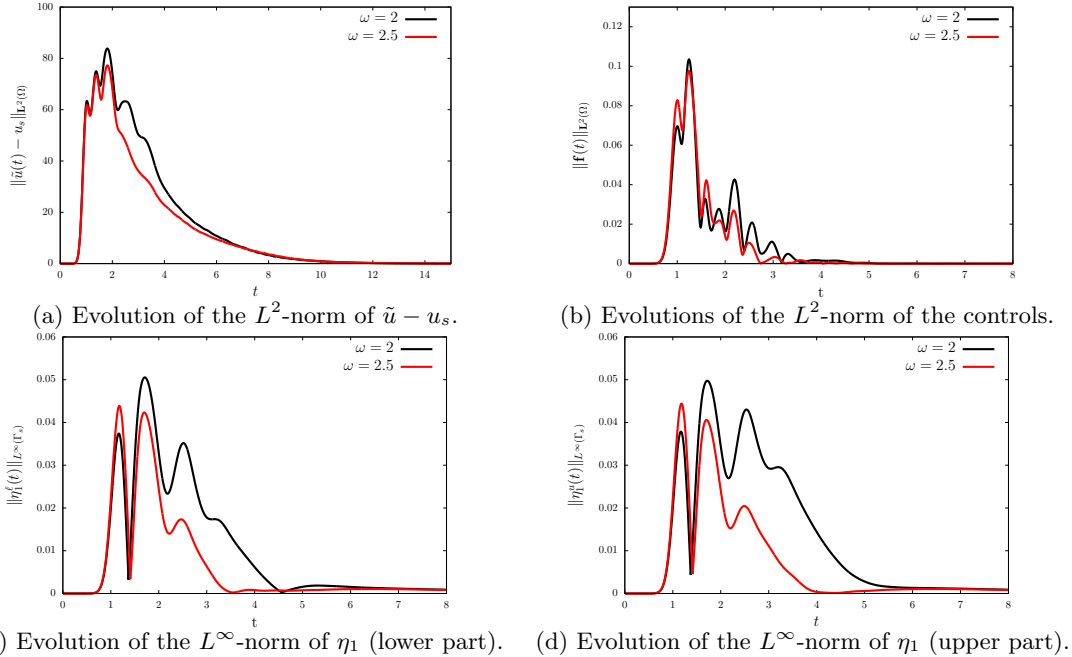 100
80
60
40
20
0
0 2 4 6 8 10 12 14
t
‖ũ(t) − u_s‖_{L²(Ω)}
ω = 2
ω = 2.5
0.12
0.1
0.08
0.06
0.04
0.02
0
0 1 2 3 4 5 6 7 8
t
‖f(t)‖_{L²(Ω)}
ω = 2
ω = 2.5
(a) Evolution of the L²-norm of ũ − u_s.
(b) Evolutions of the L²-norm of the controls.
0.06
0.05
0.04
0.03
0.02
0.01
0
0 1 2 3 4 5 6 7 8
t
‖η₁^ℓ(t)‖_{L^∞(Γ_s)}
ω = 2
ω = 2.5
0.06
0.05
0.04
0.03
0.02
0.01
0
0 1 2 3 4 5 6 7 8
t
‖η₁^u(t)‖_{L^∞(Γ_s)}
ω = 2
ω = 2.5
) Evolution of the L^∞-norm of η₁ (lower part).
(d) Evolution of the L^∞-norm of η₁ (upper part).